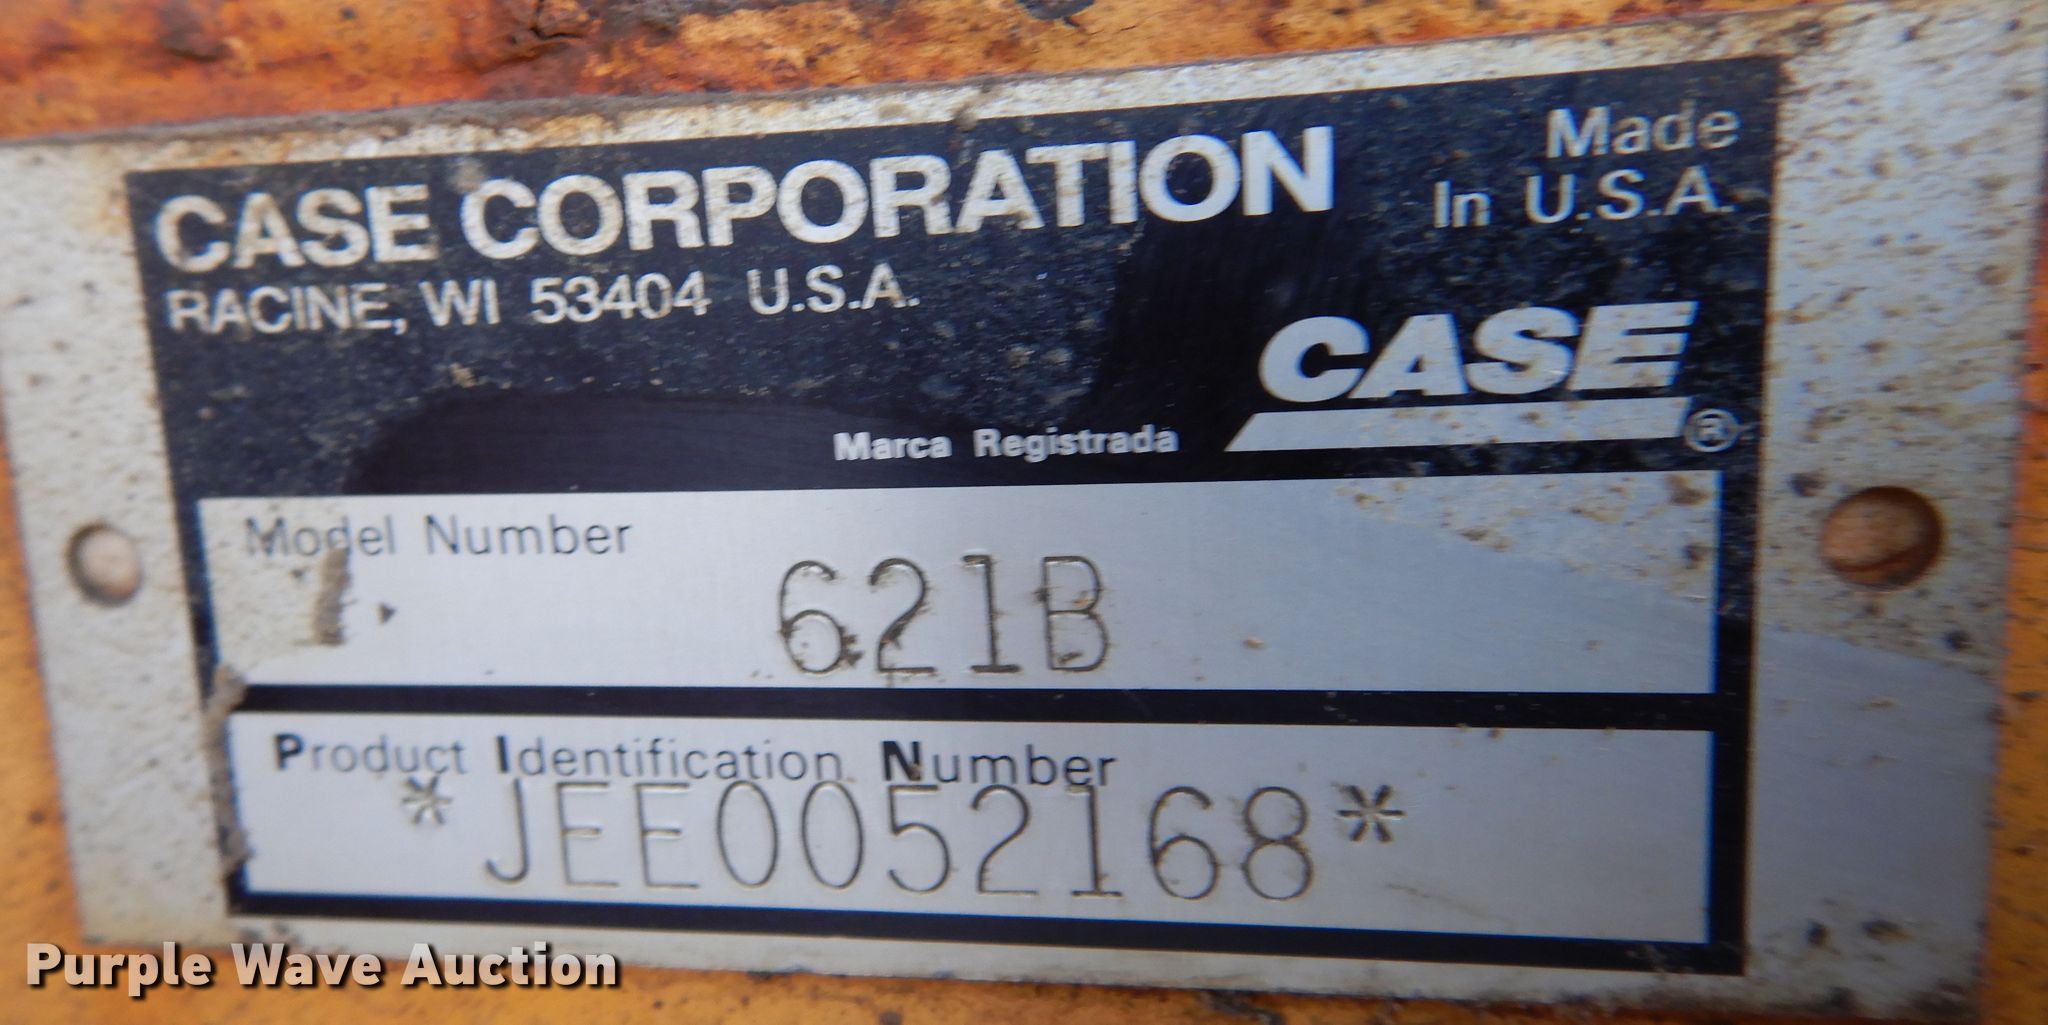 CASE CORPORATION
RACINE, WI 53404 U.S.A.
Made
In U.S.A.
CASE
®
Marca Registrada
Model Number
621B
Product Identification Number
*JEE0052168*
Purple Wave Auction